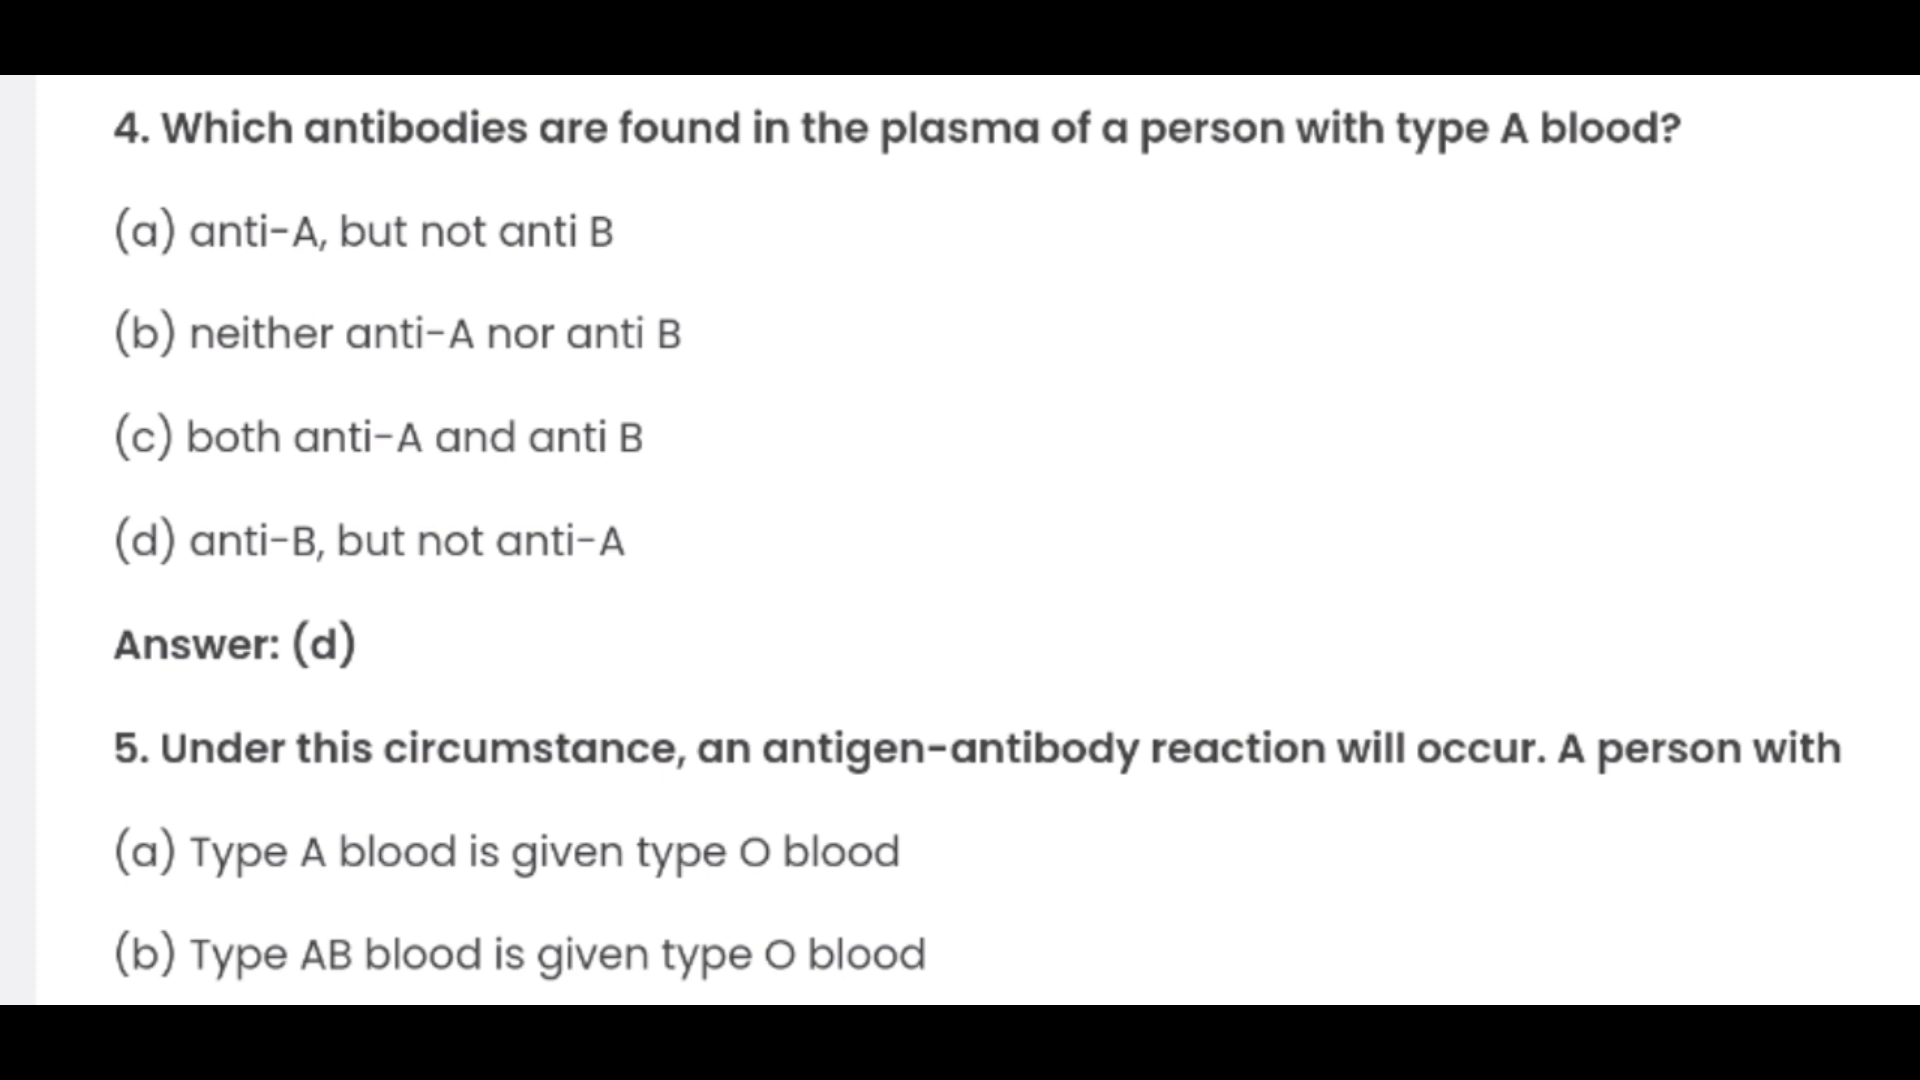 4. Which antibodies are found in the plasma of a person with type A blood?
(a) anti-A, but not anti B
(b) neither anti-A nor anti B
(c) both anti-A and anti B
(d) anti-B, but not anti-A
Answer: (d)
5. Under this circumstance, an antigen-antibody reaction will occur. A person with
(a) Type A blood is given type O blood
(b) Type AB blood is given type O blood